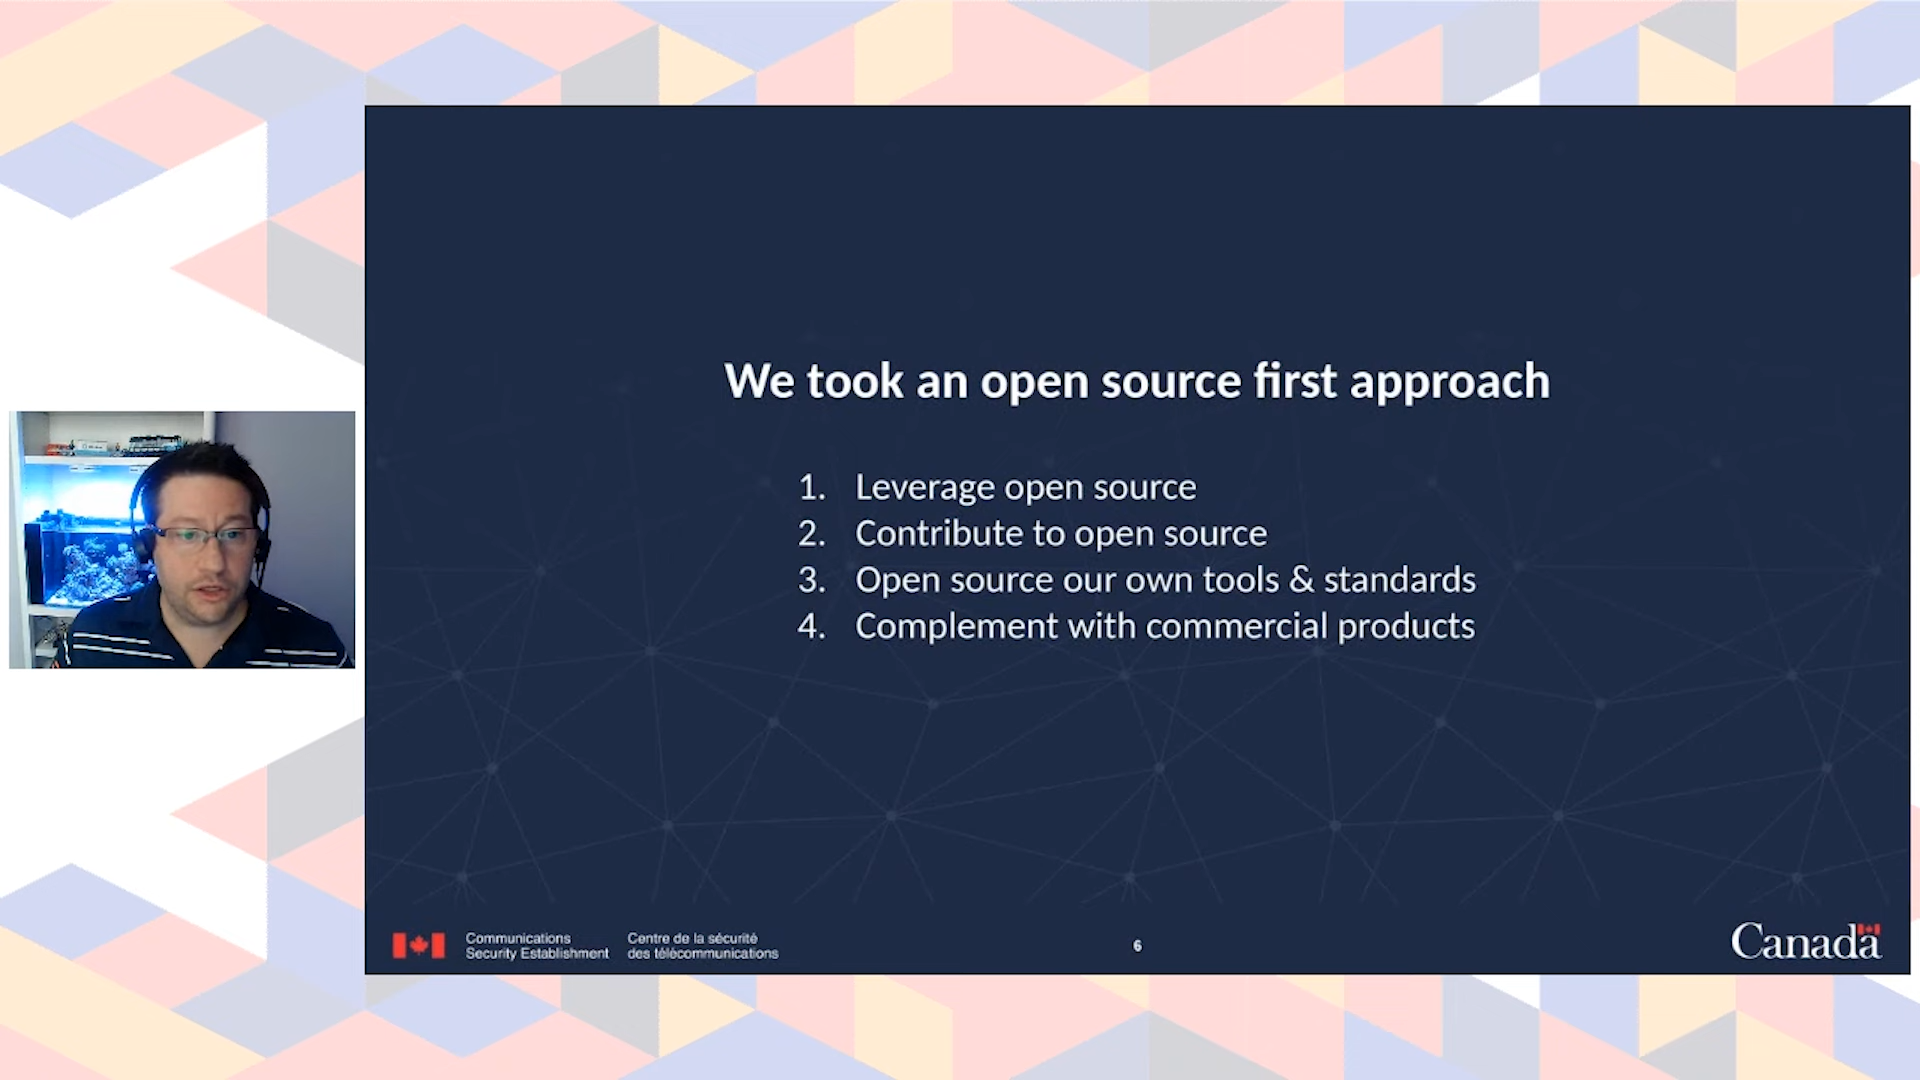 We took an open source first approach
1. Leverage open source
2. Contribute to open source
3. Open source our own tools & standards
4. Complement with commercial products
Communications
Security Establishment
Centre de la sécurité
des télécommunications
6
Canada